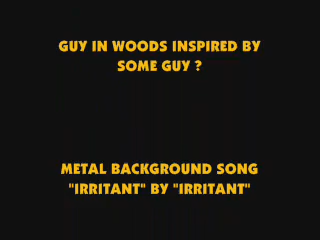 GUY IN WOODS INSPIRED BY
SOME GUY ?
METAL BACKGROUND SONG
"IRRITANT" BY "IRRITANT"